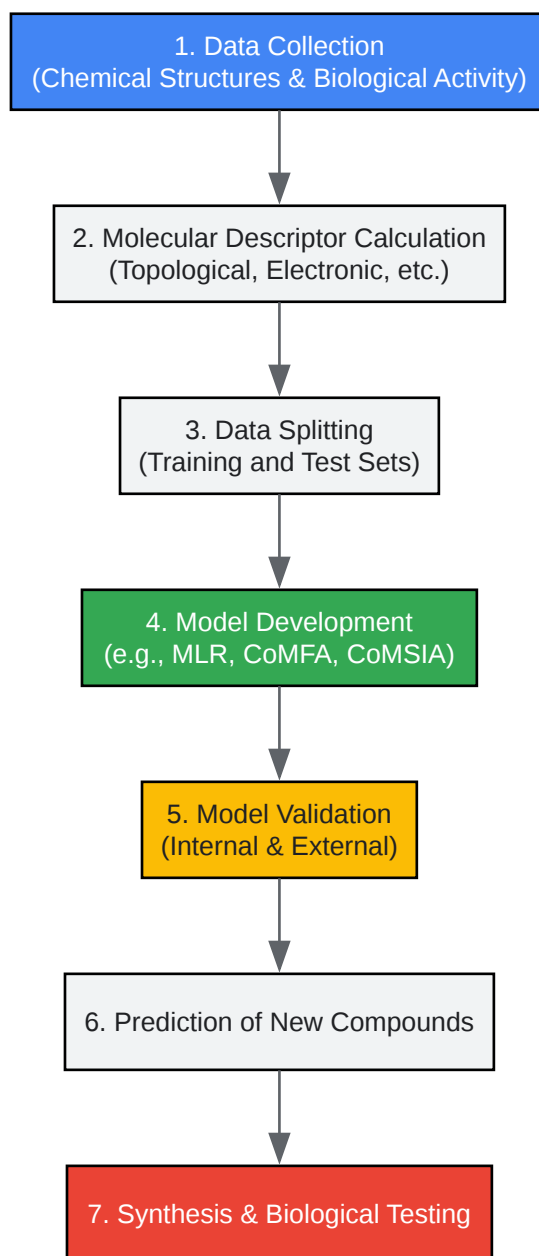 1. Data Collection
(Chemical Structures & Biological Activity)
2. Molecular Descriptor Calculation
(Topological, Electronic, etc.)
3. Data Splitting
(Training and Test Sets)
4. Model Development
(e.g., MLR, CoMFA, CoMSIA)
5. Model Validation
(Internal & External)
6. Prediction of New Compounds
7. Synthesis & Biological Testing